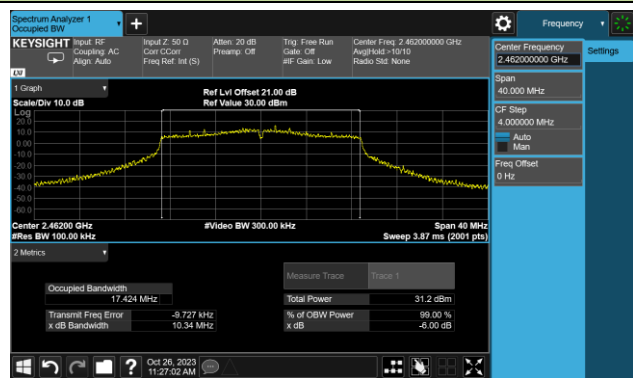 Spectrum Analyzer 1
Occupied BW
Frequency
KEYSIGHT
Input: RF
Coupling: AC
Align: Auto
Input Z: 50 Ω
Corr CCorr
Freq Ref: Int (S)
Atten: 20 dB
Preamp: Off
Trig: Free Run
Gate: Off
#IF Gain: Low
Center Freq: 2.462000000 GHz
Avg|Hold:>10/10
Radio Std: None
LXI
Center Frequency
2.462000000 GHz
Settings
Span
40.000 MHz
CF Step
4.000000 MHz
Auto
Man
Freq Offset
0 Hz
1 Graph
Scale/Div 10.0 dB
Ref Lvl Offset 21.00 dB
Ref Value 30.00 dBm
Log
20.0
10.0
0.00
-10.0
-20.0
-30.0
-40.0
-50.0
-60.0
Center 2.46200 GHz
#Res BW 100.00 kHz
#Video BW 300.00 kHz
Span 40 MHz
Sweep 3.87 ms (2001 pts)
2 Metrics
Measure Trace
Trace 1
Occupied Bandwidth
17.424 MHz
Total Power
31.2 dBm
Transmit Freq Error
-9.727 kHz
% of OBW Power
99.00 %
x dB Bandwidth
10.34 MHz
x dB
-6.00 dB
?
Oct 26, 2023
11:27:02 AM